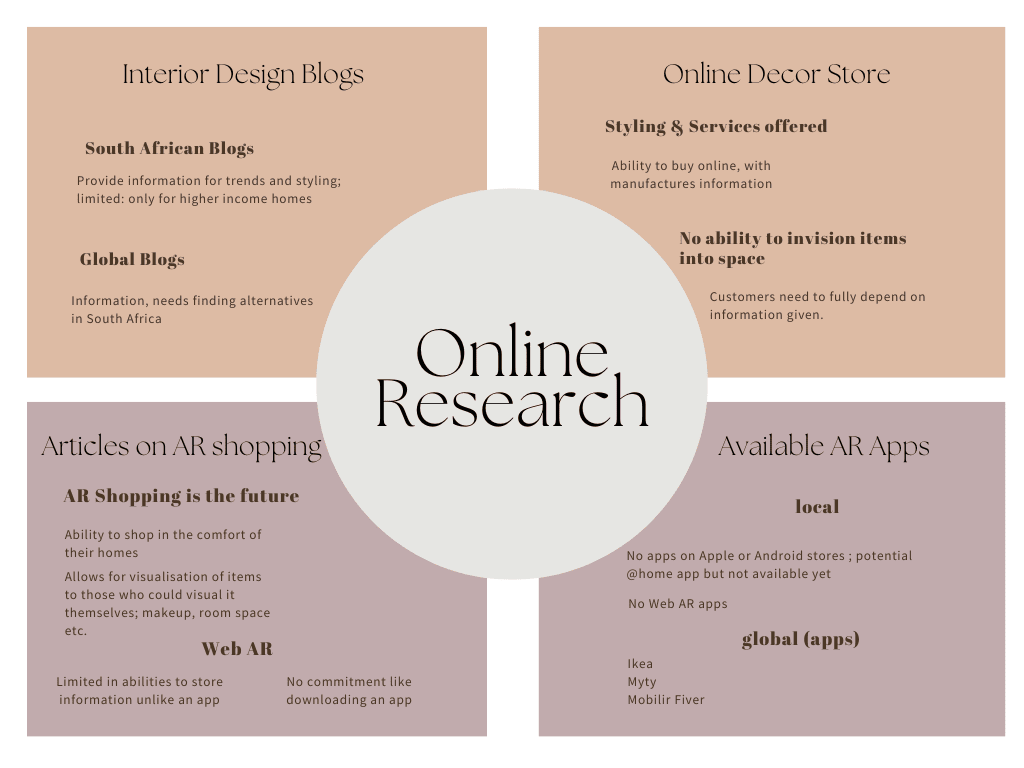 Interior Design Blogs
South African Blogs
Provide information for trends and styling;
limited: only for higher income homes
Global Blogs
Information, needs finding alternatives
in South Africa
Online Decor Store
Styling & Services offered
Ability to buy online, with
manufactures information
No ability to invision items
into space
Customers need to fully depend on
information given.
Online
Research
Articles on AR shopping
AR Shopping is the future
Ability to shop in the comfort of
their homes
Allows for visualisation of items
to those who could visual it
themselves; makeup, room space
etc.
Web AR
Limited in abilities to store
information unlike an app
No commitment like
downloading an app
Available AR Apps
local
No apps on Apple or Android stores ; potential
@home app but not available yet
No Web AR apps
global (apps)
Ikea
Myty
Mobilir Fiver